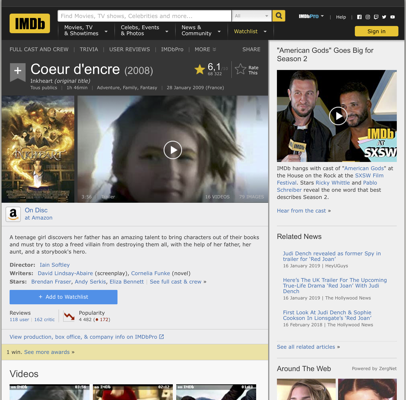 IMDb
Find Movies, TV shows, Celebrities and more...
All
IMDbPro
Help
Movies, TV
& Showtimes
Celebs, Events
& Photos
News &
Community
Watchlist
Sign in
FULL CAST AND CREW | TRIVIA | USER REVIEWS | IMDbPro | MORE
SHARE
Coeur d'encre (2008)
Inkheart (original title)
Tous publics | 1h 46min | Adventure, Family, Fantasy | 28 January 2009 (France)
6,1
Rate
This
INKHEART
On Disc
at Amazon
A teenage girl discovers her father has an amazing talent to bring characters out of their books
and must try to stop a freed villain from destroying them all, with the help of her father, her
aunt, and a storybook's hero.
Director: Iain Softley
Writers: David Lindsay-Abaire (screenplay), Cornelia Funke (novel)
Stars: Brendan Fraser, Andy Serkis, Eliza Bennett | See full cast & crew »
+ Add to Watchlist
Reviews
118 user | 162 critic
Popularity
4 482 (172)
View production, box office, & company info on IMDbPro
1 win. See more awards »
Videos
"American Gods" Goes Big for
Season 2
IMDb
at
SXSW
IMDb hangs with cast of "American Gods" at
the House on the Rock at the SXSW Film
Festival. Stars Ricky Whittle and Pablo
Schreiber reveal the one word that best
describes Season 2.
Hear from the cast »
Related News
Judi Dench revealed as former Spy in
trailer for 'Red Joan'
16 January 2019 | HeyUGuys
Here's The UK Trailer For The Upcoming
True-Life Drama 'Red Joan' With Judi
Dench
16 January 2019 | The Hollywood News
First Look At Judi Dench & Sophie
Cookson In Lionsgate's 'Red Joan'
16 February 2018 | The Hollywood News
See all related articles »
Around The Web
Powered by ZergNet